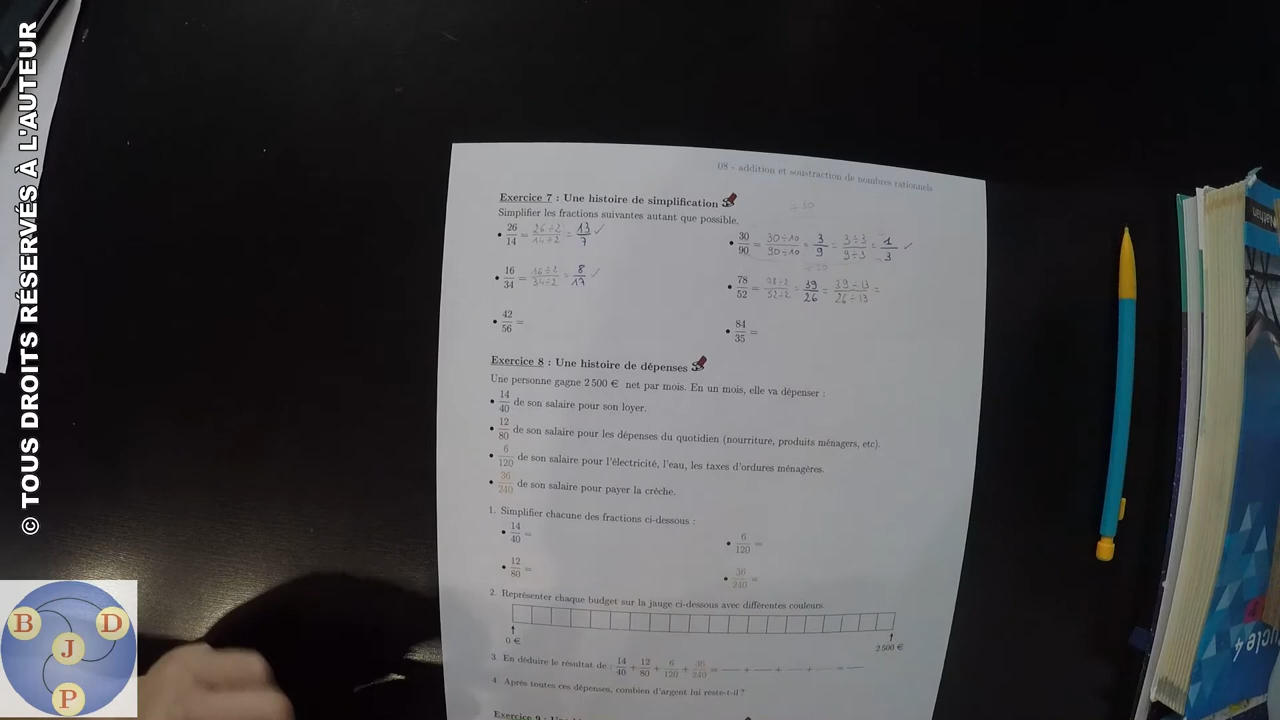 © TOUS DROITS RÉSERVÉS À L'AUTEUR
08 - addition et soustraction de nombres rationnels
Exercice 7 : Une histoire de simplification
÷30
Simplifier les fractions suivantes autant que possible.
• 26/14 = 26÷2/14÷2 = 13/7 ✓
• 30/90 = 30÷10/90÷10 = 3/9 = 3÷3/9÷3 = 1/3 ✓
• 16/34 = 16÷2/34÷2 = 8/17 ✓
• 78/52 = 78÷2/52÷2 = 39/26 = 39÷13/26÷13 =
• 42/56 =
• 84/35 =
Exercice 8 : Une histoire de dépenses
Une personne gagne 2 500 € net par mois. En un mois, elle va dépenser :
• 14/40 de son salaire pour son loyer.
• 12/80 de son salaire pour les dépenses du quotidien (nourriture, produits ménagers, etc).
• 6/120 de son salaire pour l'électricité, l'eau, les taxes d'ordures ménagères.
• 36/240 de son salaire pour payer la crèche.
1. Simplifier chacune des fractions ci-dessous :
• 14/40 =
• 6/120 =
• 12/80 =
• 36/240 =
2. Représenter chaque budget sur la jauge ci-dessous avec différentes couleurs.
0 €
2 500 €
3. En déduire le résultat de : 14/40 + 12/80 + 6/120 + 36/240 = — + — + — + — = —
4. Après toutes ces dépenses, combien d'argent lui reste-t-il ?
Exercice 9 : Une
Nathan
cycle 4
B
D
J
P